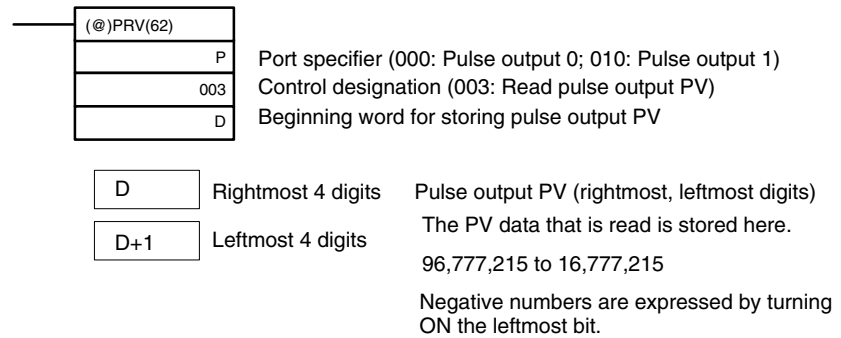 (@)PRV(62)
P Port specifier (000: Pulse output 0; 010: Pulse output 1)
003 Control designation (003: Read pulse output PV)
D Beginning word for storing pulse output PV
D Rightmost 4 digits Pulse output PV (rightmost, leftmost digits)
The PV data that is read is stored here.
D+1 Leftmost 4 digits
96,777,215 to 16,777,215
Negative numbers are expressed by turning
ON the leftmost bit.